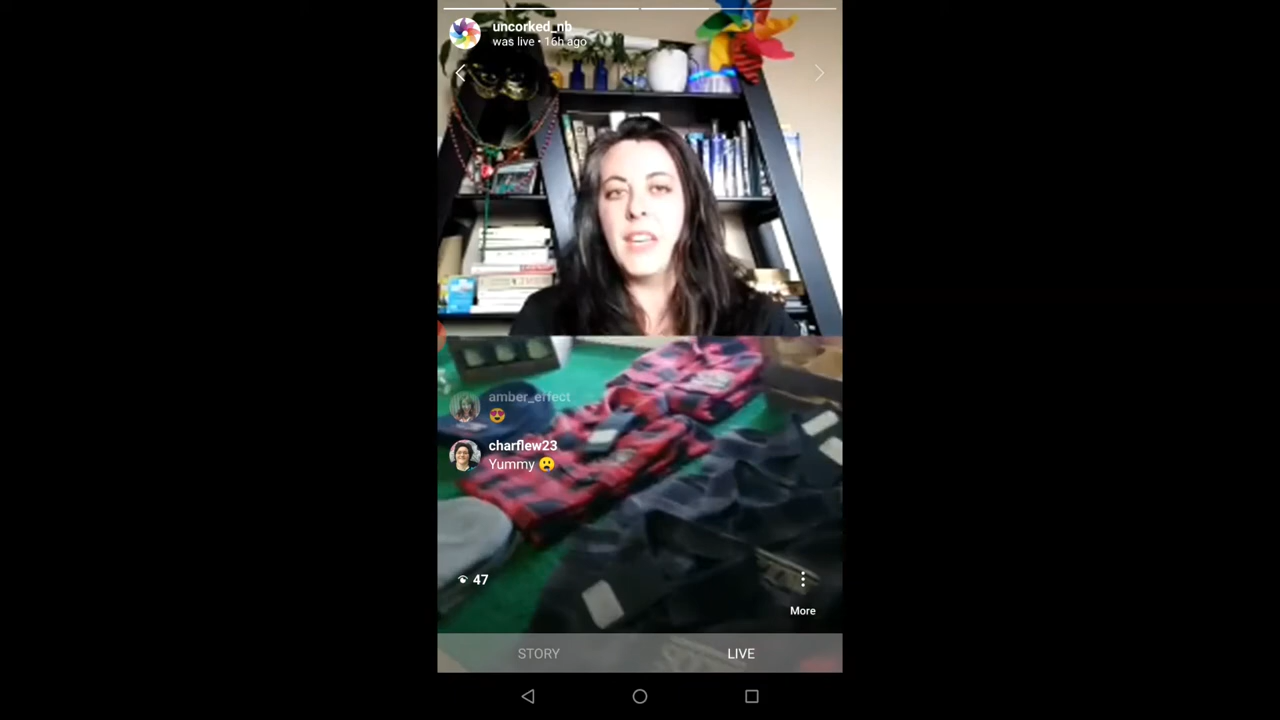 uncorked_nb
was live • 16h ago
amber_effect
😍
charflew23
Yummy 😮
47
More
STORY
LIVE